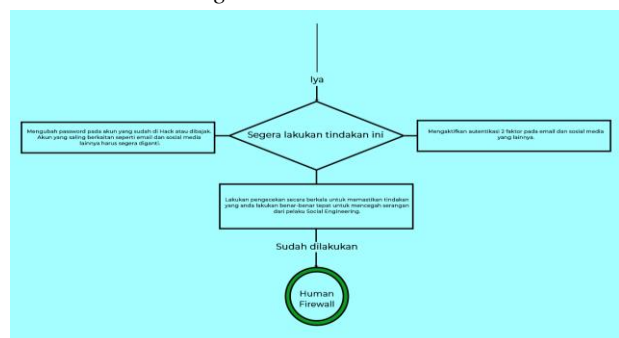 g
Iya
Mengubah password pada akun yang sudah di Hack atau dibajak.
Akun yang saling berkaitan seperti email dan sosial media
lainnya harus segera diganti.
Segera lakukan tindakan ini
Mengaktifkan autentikasi 2 faktor pada email dan sosial media
yang lainnya.
Lakukan pengecekan secara berkala untuk memastikan tindakan
yang anda lakukan benar-benar tepat untuk mencegah serangan
dari pelaku Social Engineering.
Sudah dilakukan
Human
Firewall